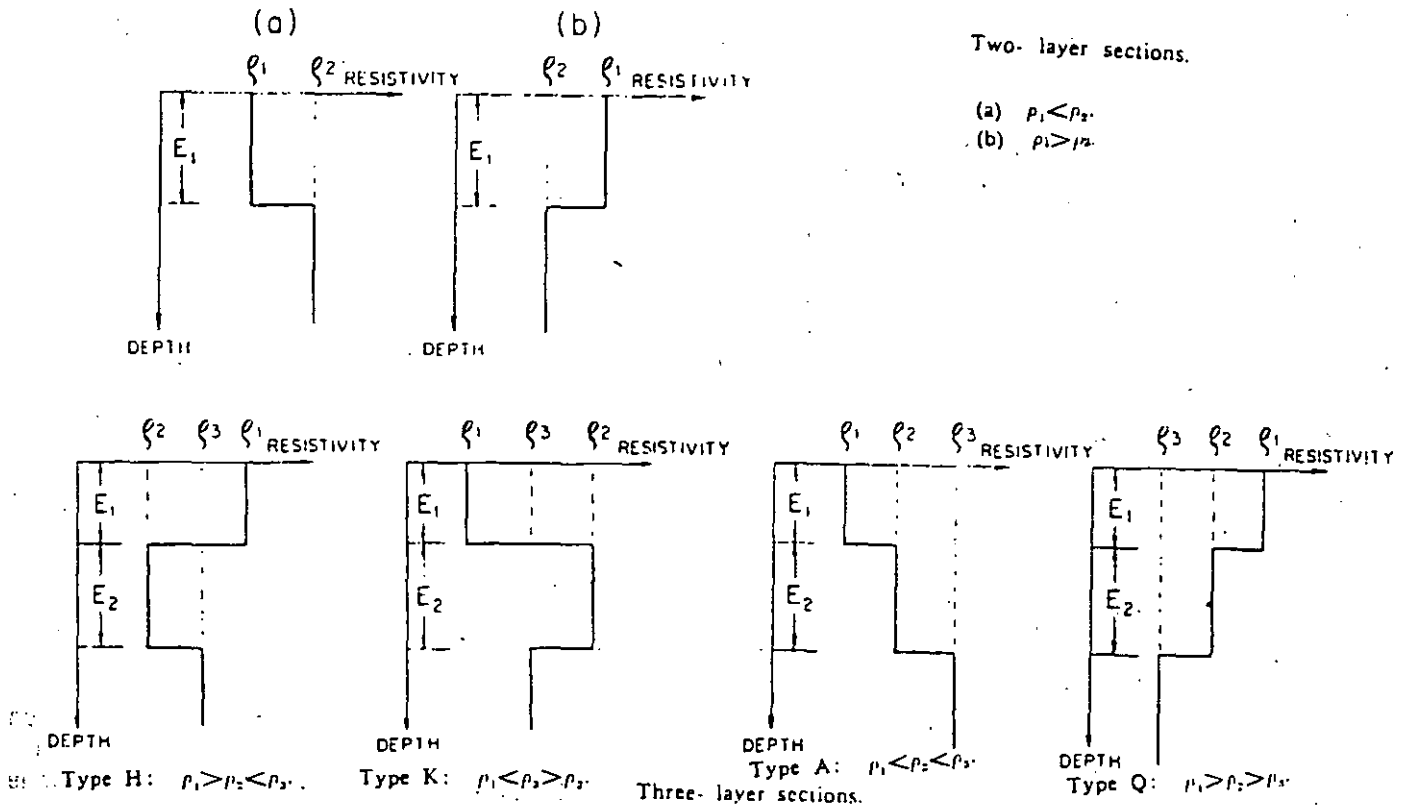 (a) (b)
Two- layer sections.
ρ1 ρ2 RESISTIVITY ρ2 ρ1 RESISTIVITY
(a) ρ₁<ρ₂.
(b) ρ₁>ρ₂.
E₁ E₁
DEPTH DEPTH
ρ2 ρ3 ρ1 RESISTIVITY ρ1 ρ3 ρ2 RESISTIVITY ρ1 ρ2 ρ3 RESISTIVITY ρ3 ρ2 ρ1 RESISTIVITY
E₁ E₁ E₁ E₁
E₂ E₂ E₂ E₂
DEPTH DEPTH DEPTH DEPTH
Type H: ρ₁>ρ₂<ρ₃. Type K: ρ₁<ρ₂>ρ₃. Type A: ρ₁<ρ₂<ρ₃. Type Q: ρ₁>ρ₂>ρ₃.
Three- layer sections.